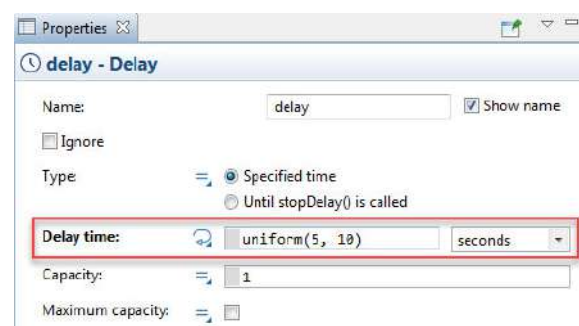 Properties
delay - Delay
Name: delay Show name
Ignore
Type: Specified time
Until stopDelay() is called
Delay time: uniform(5, 10) seconds
Capacity: 1
Maximum capacity: